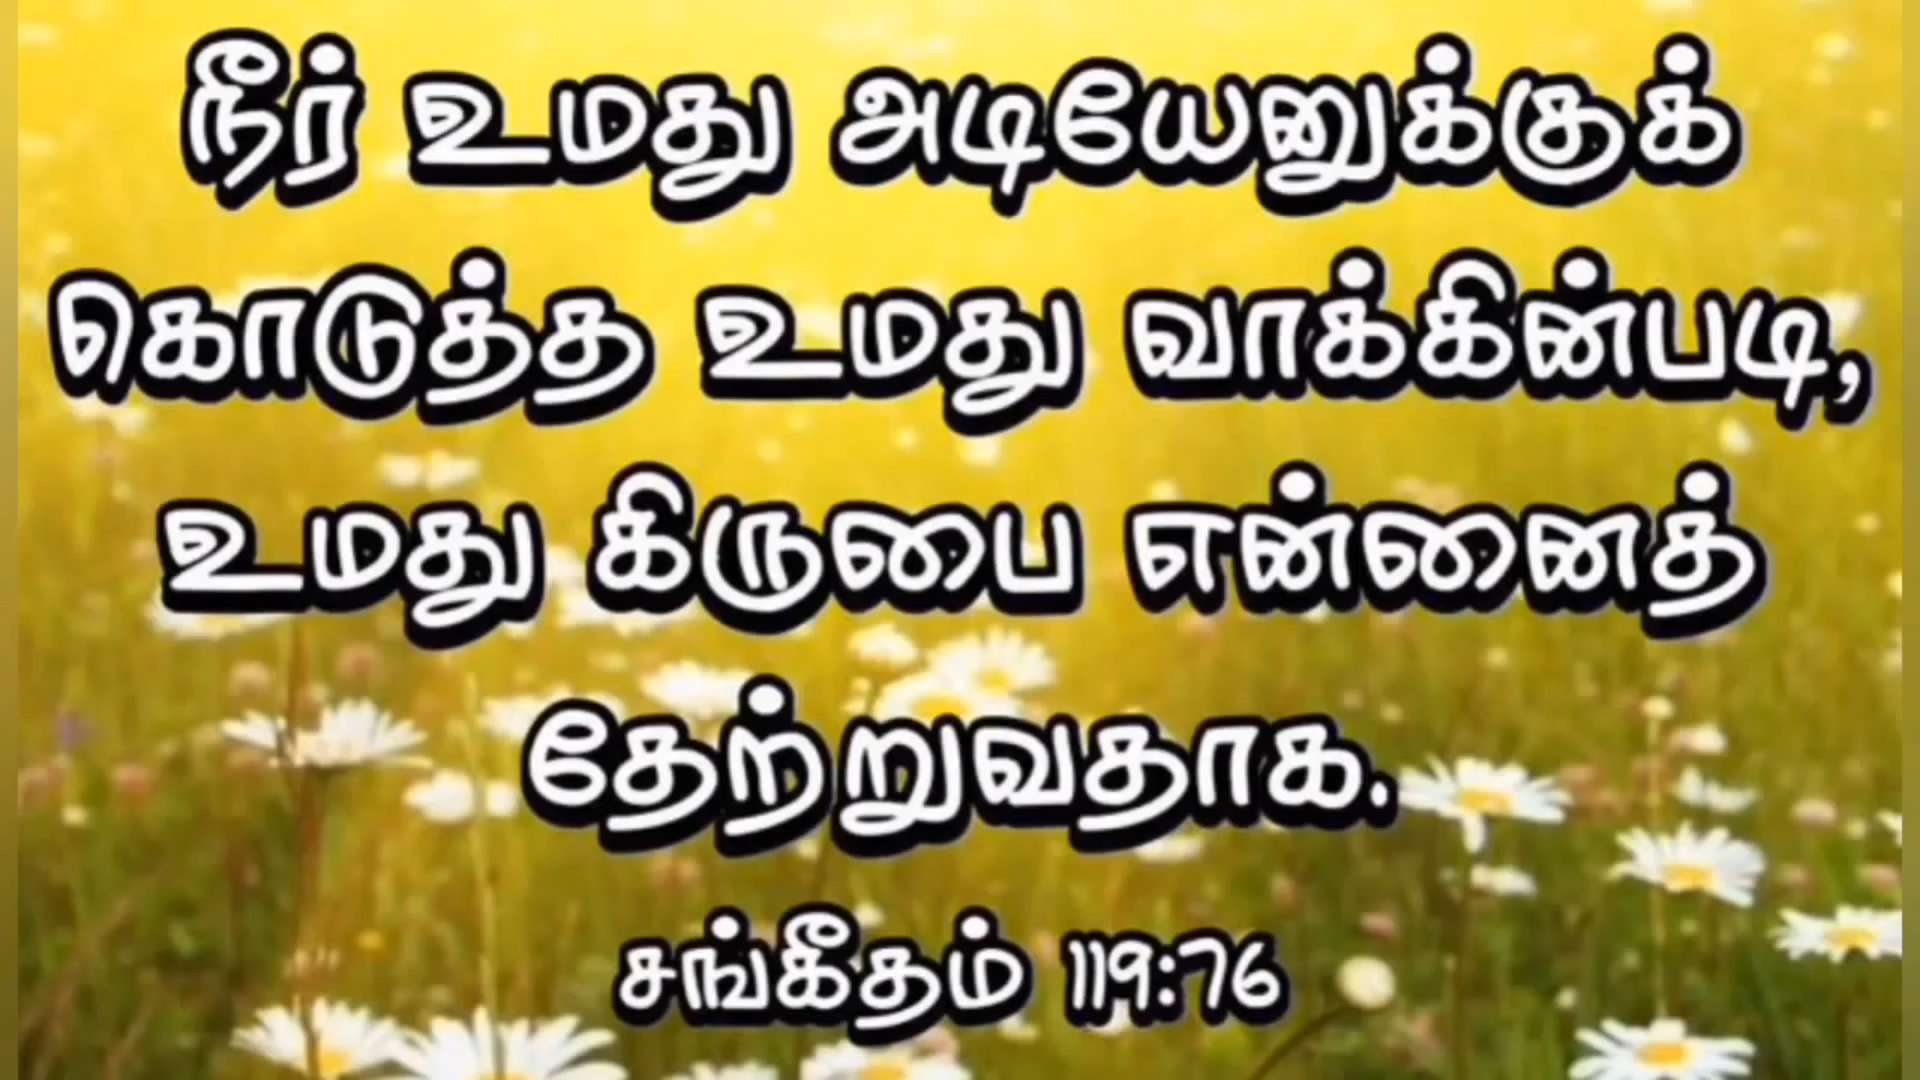 நீர் உமது அடியேனுக்குக்
கொடுத்த உமது வாக்கின்படி,
உமது கிருபை என்னைத்
தேற்றுவதாக.
சங்கீதம் 119:76